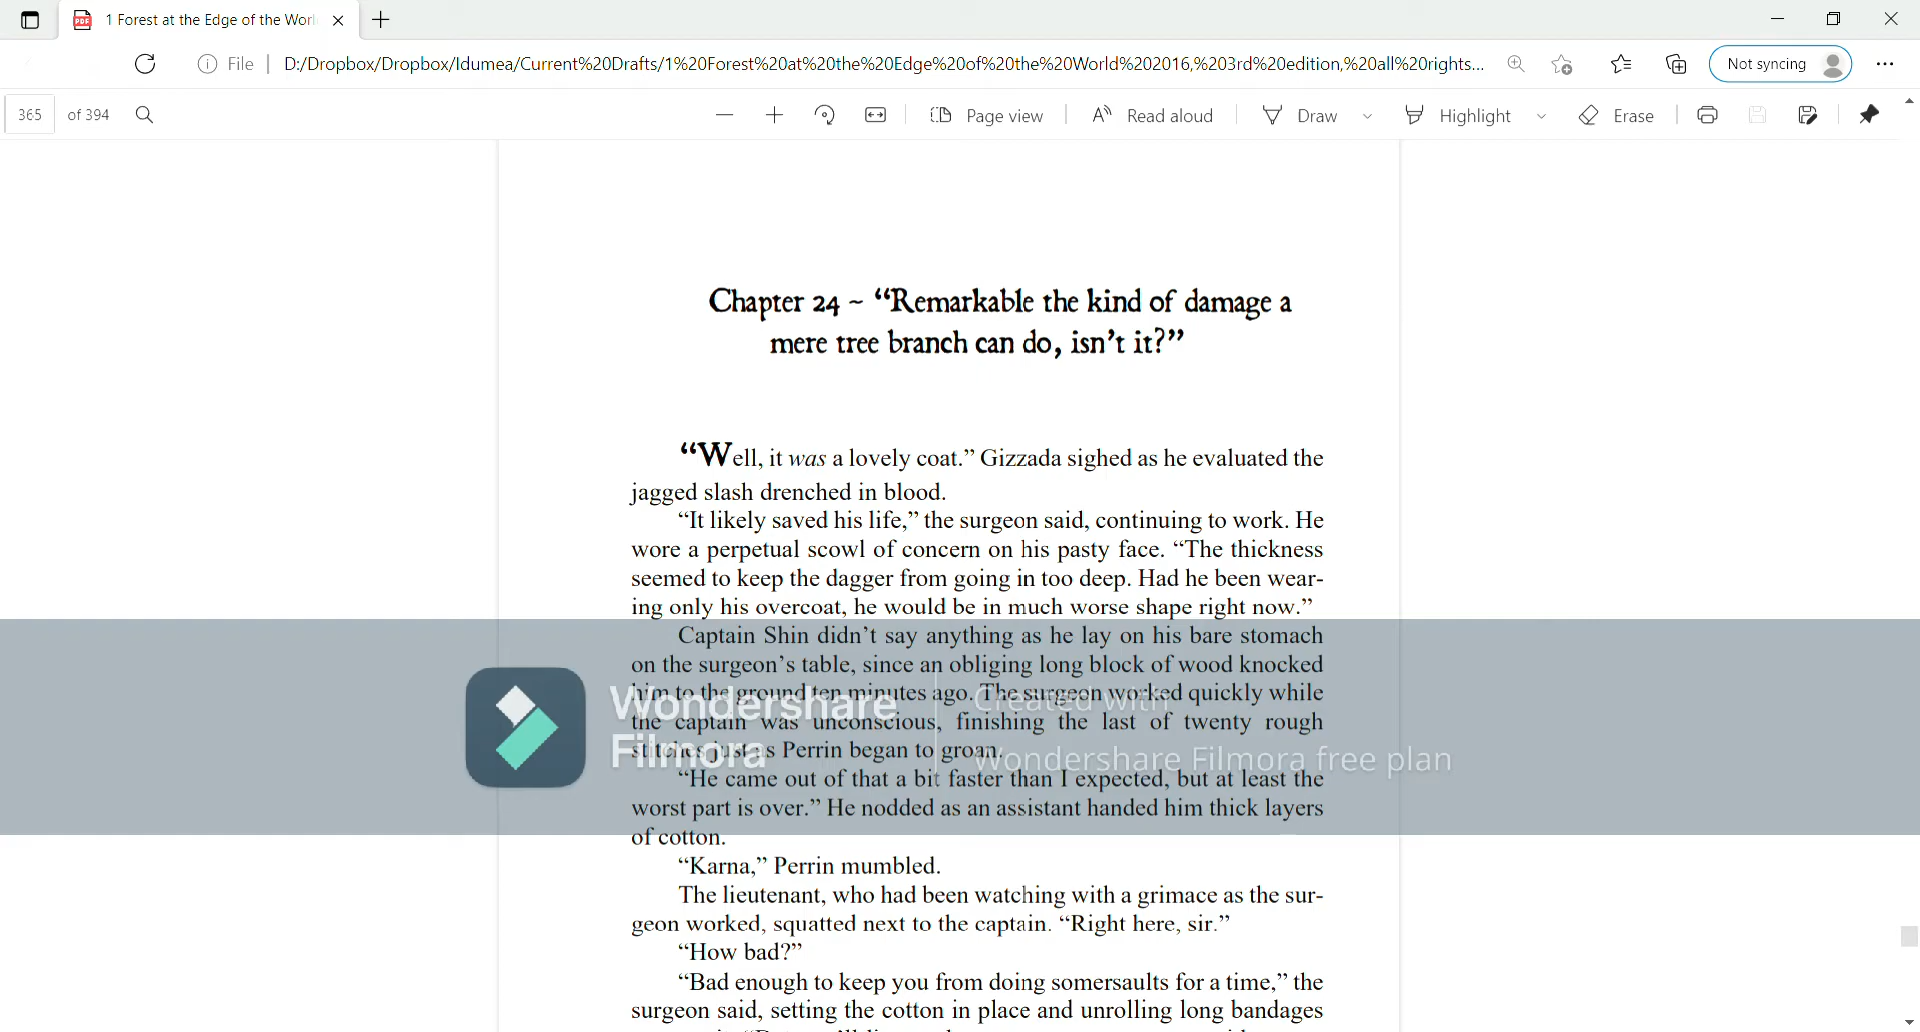 1 Forest at the Edge of the Worl
File
D:/Dropbox/Dropbox/Idumea/Current%20Drafts/1%20Forest%20at%20the%20Edge%20of%20the%20World%202016,%203rd%20edition,%20all%20rights...
Not syncing
365 of 394
Page view
Read aloud
Draw
Highlight
Erase
Chapter 24 ~ “Remarkable the kind of damage a
mere tree branch can do, isn’t it?”
“Well, it was a lovely coat.” Gizzada sighed as he evaluated the
jagged slash drenched in blood.
“It likely saved his life,” the surgeon said, continuing to work. He
wore a perpetual scowl of concern on his pasty face. “The thickness
seemed to keep the dagger from going in too deep. Had he been wear-
ing only his overcoat, he would be in much worse shape right now.”
Captain Shin didn’t say anything as he lay on his bare stomach
on the surgeon’s table, since an obliging long block of wood knocked
him to the ground ten minutes ago. The surgeon worked quickly while
the captain was unconscious, finishing the last of twenty rough
stitches just as Perrin began to groan.
“He came out of that a bit faster than I expected, but at least the
worst part is over.” He nodded as an assistant handed him thick layers
of cotton.
“Karna,” Perrin mumbled.
The lieutenant, who had been watching with a grimace as the sur-
geon worked, squatted next to the captain. “Right here, sir.”
“How bad?”
“Bad enough to keep you from doing somersaults for a time,” the
surgeon said, setting the cotton in place and unrolling long bandages
Wondershare
Filmora
Created with
Wondershare Filmora free plan